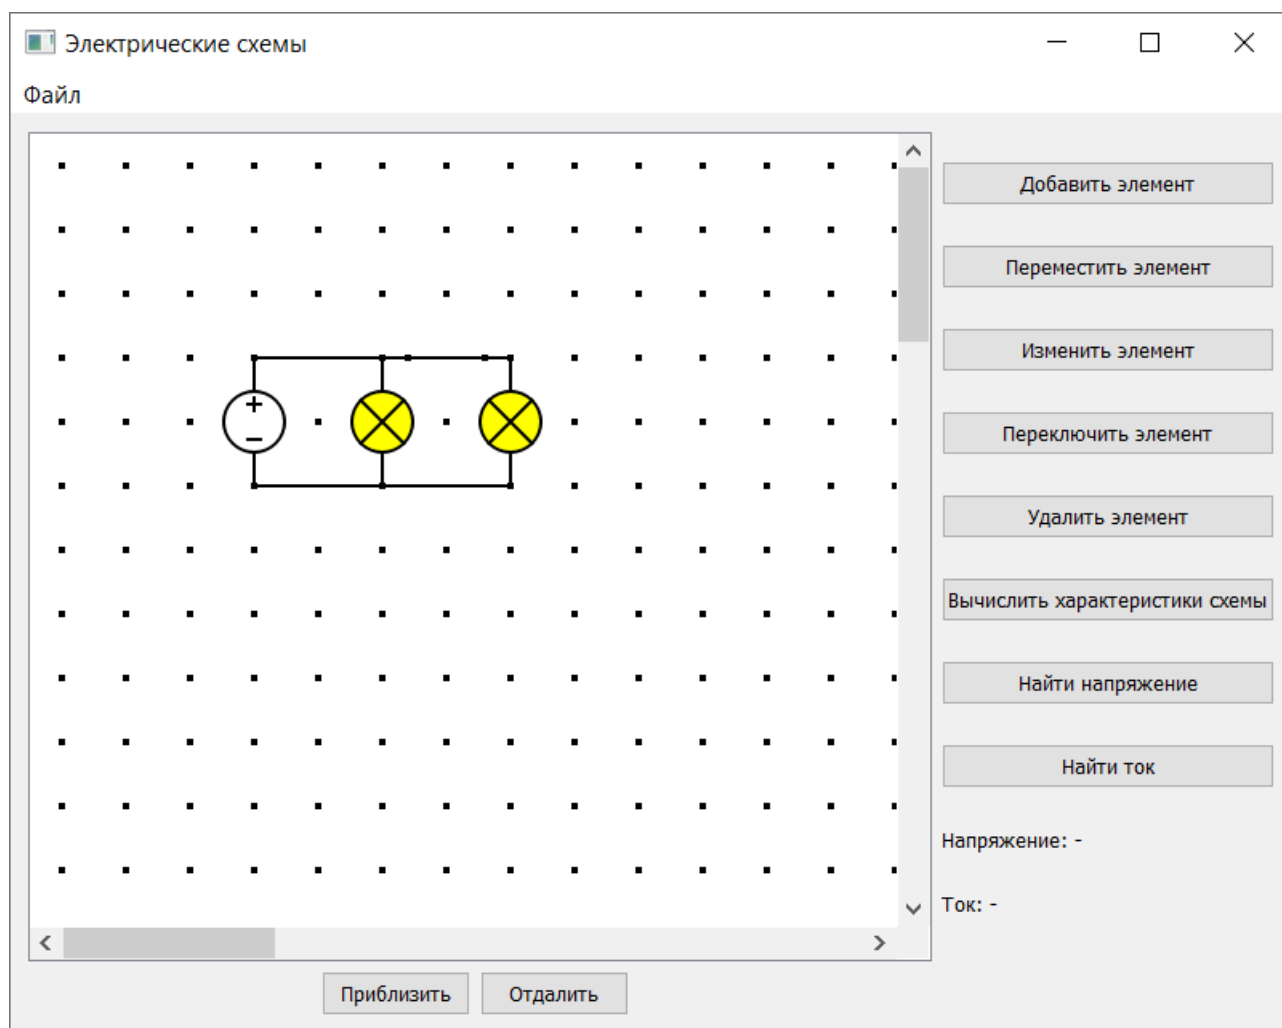 Электрические схемы
Файл
Добавить элемент
Переместить элемент
Изменить элемент
Переключить элемент
Удалить элемент
Вычислить характеристики схемы
Найти напряжение
Найти ток
Напряжение: -
Ток: -
Приблизить
Отдалить